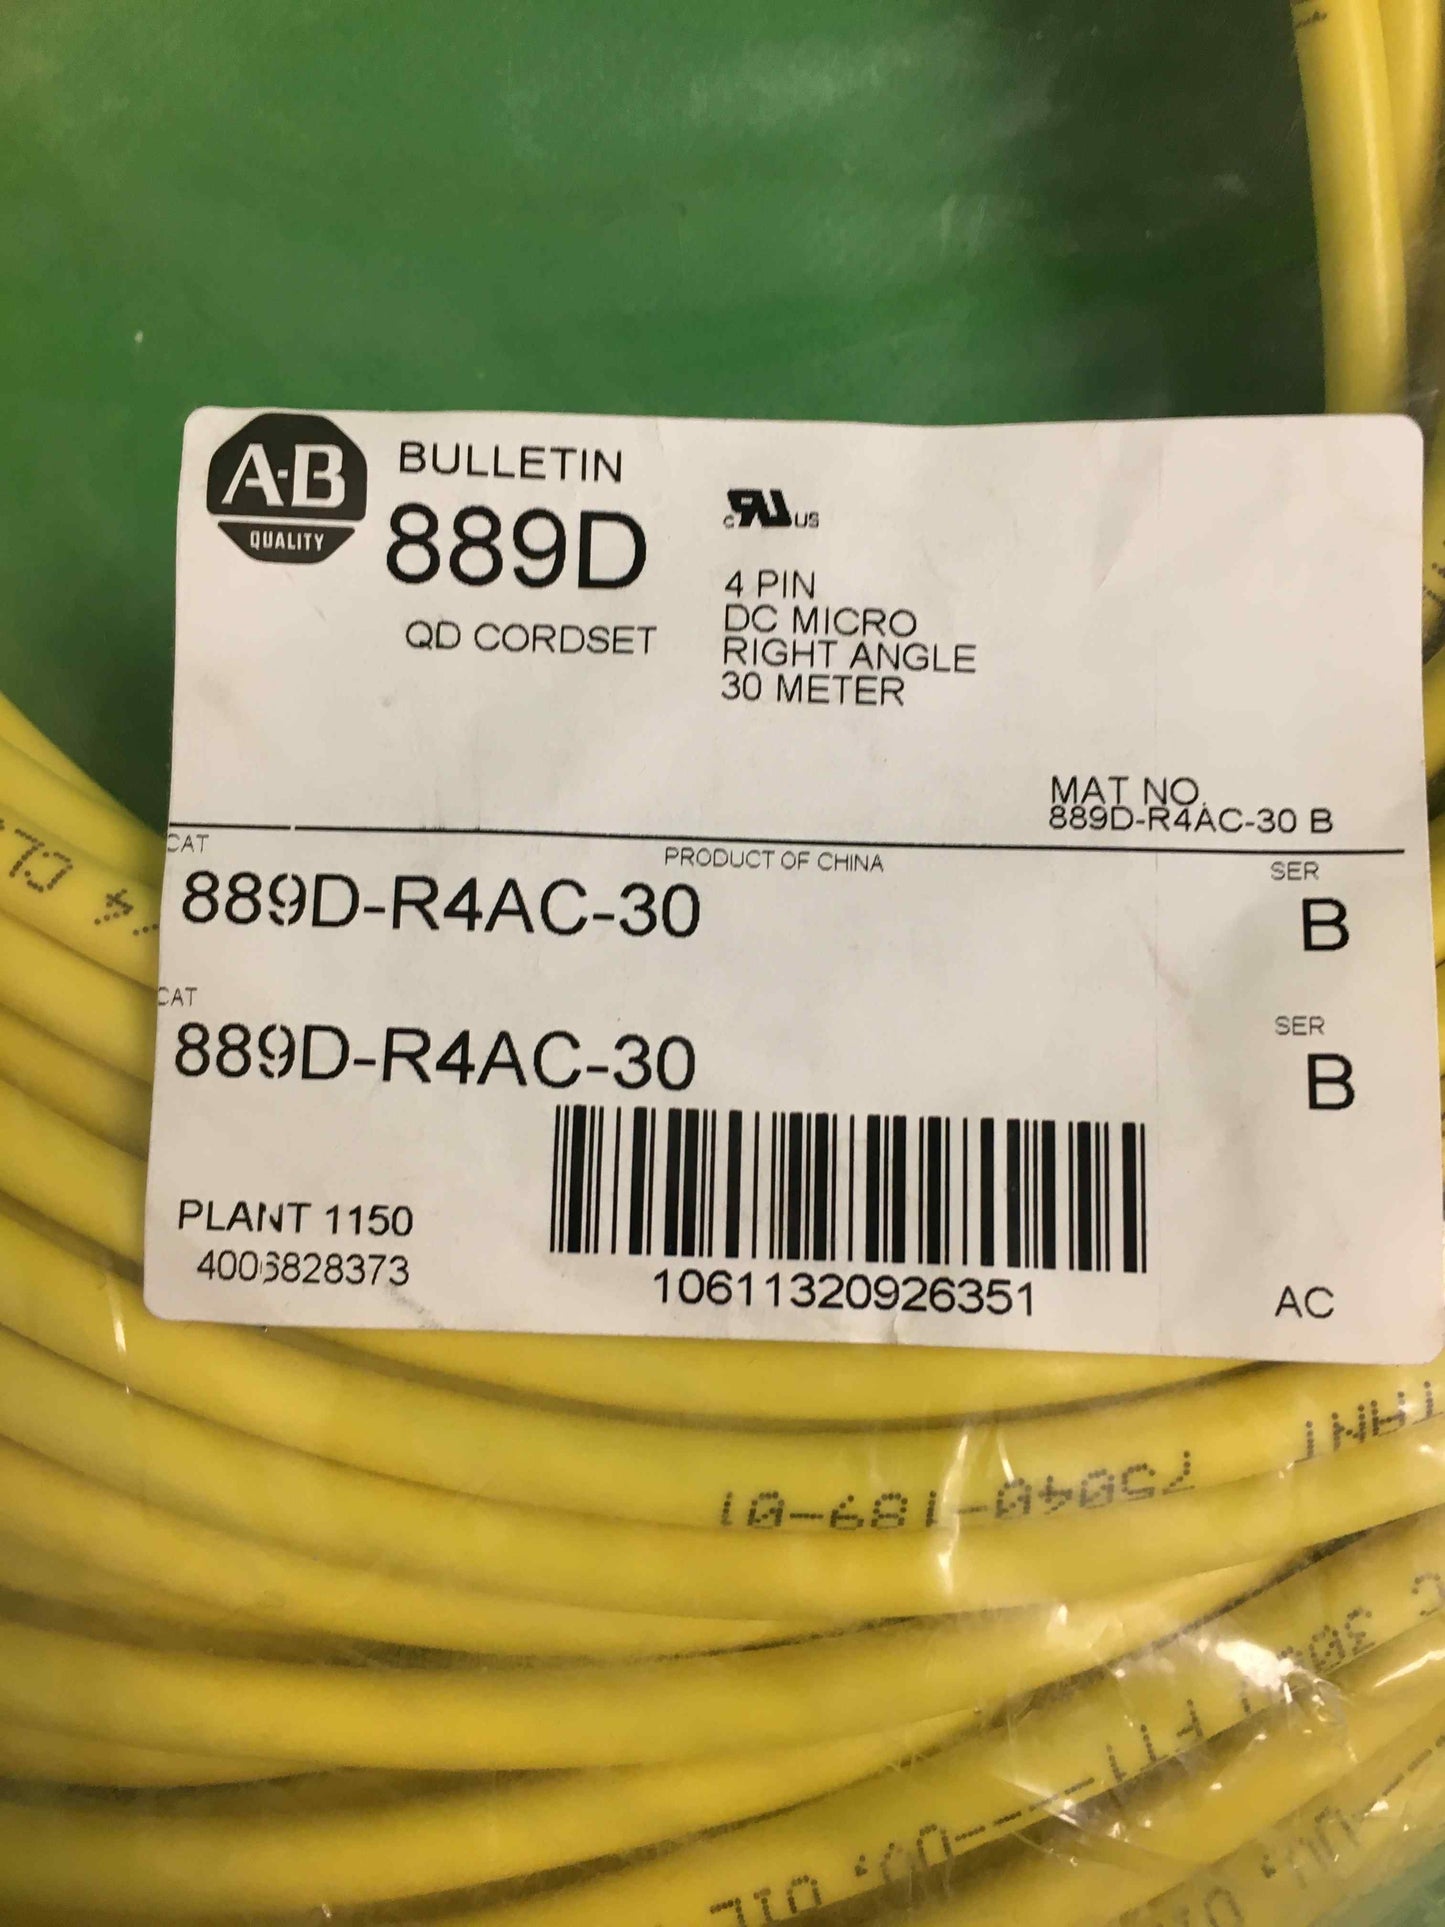 A-B
QUALITY
BULLETIN
889D
QD CORDSET
c RU US
4 PIN
DC MICRO
RIGHT ANGLE
30 METER
MAT NO.
889D-R4AC-30 B
CAT
PRODUCT OF CHINA
SER
889D-R4AC-30
B
CAT
SER
889D-R4AC-30
B
PLANT 1150
4006828373
10611320926351
AC
75040-189-01